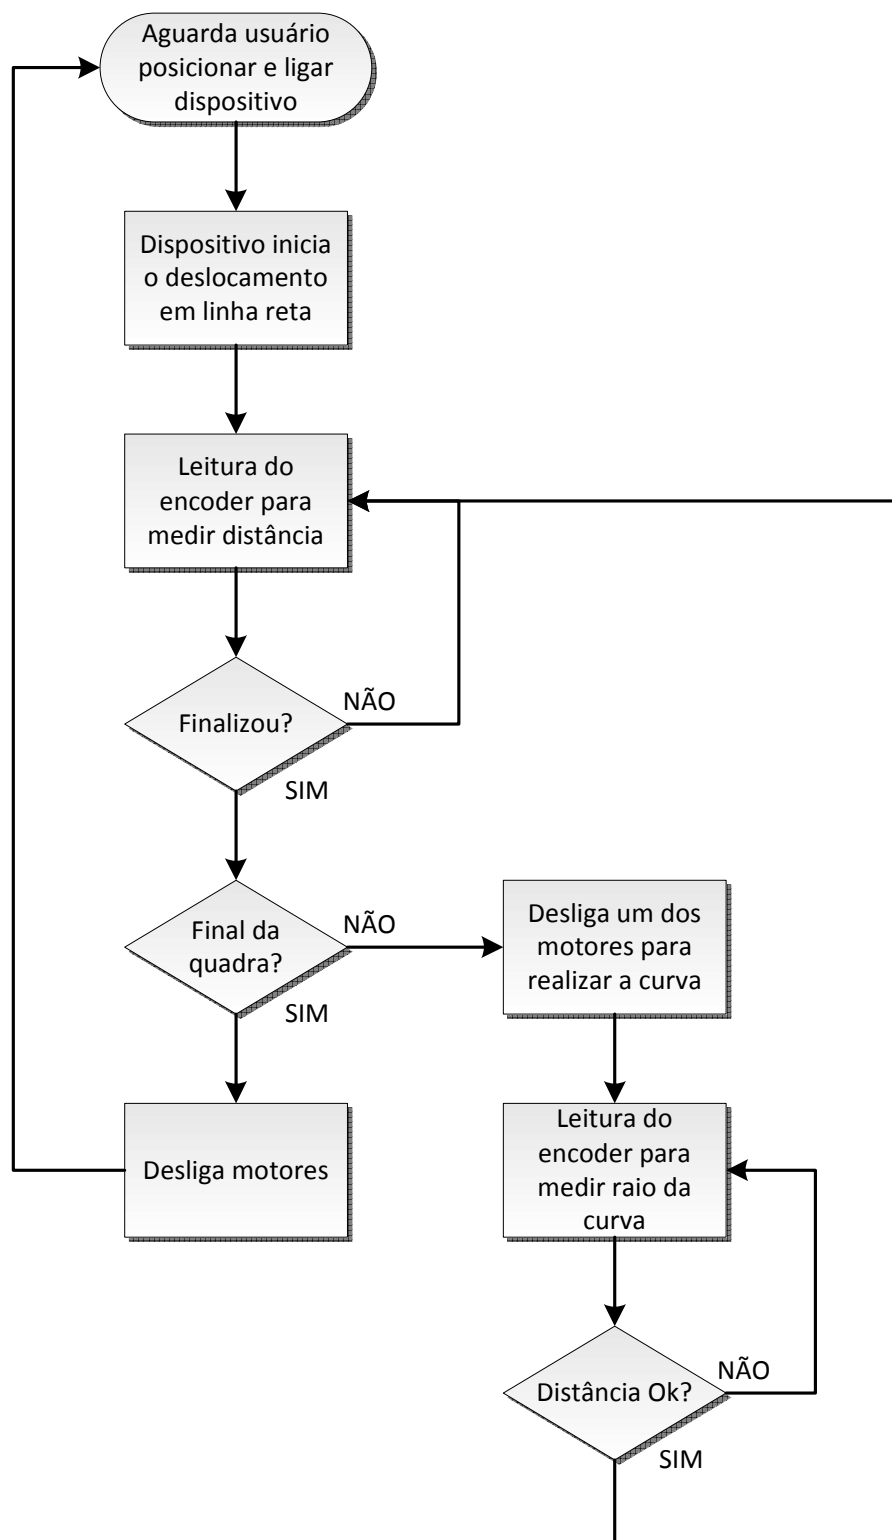 Aguarda usuário
posicionar e ligar
dispositivo
Dispositivo inicia
o deslocamento
em linha reta
Leitura do
encoder para
medir distância
Finalizou?
NÃO
SIM
Final da
quadra?
NÃO
SIM
Desliga um dos
motores para
realizar a curva
Desliga motores
Leitura do
encoder para
medir raio da
curva
Distância Ok?
NÃO
SIM